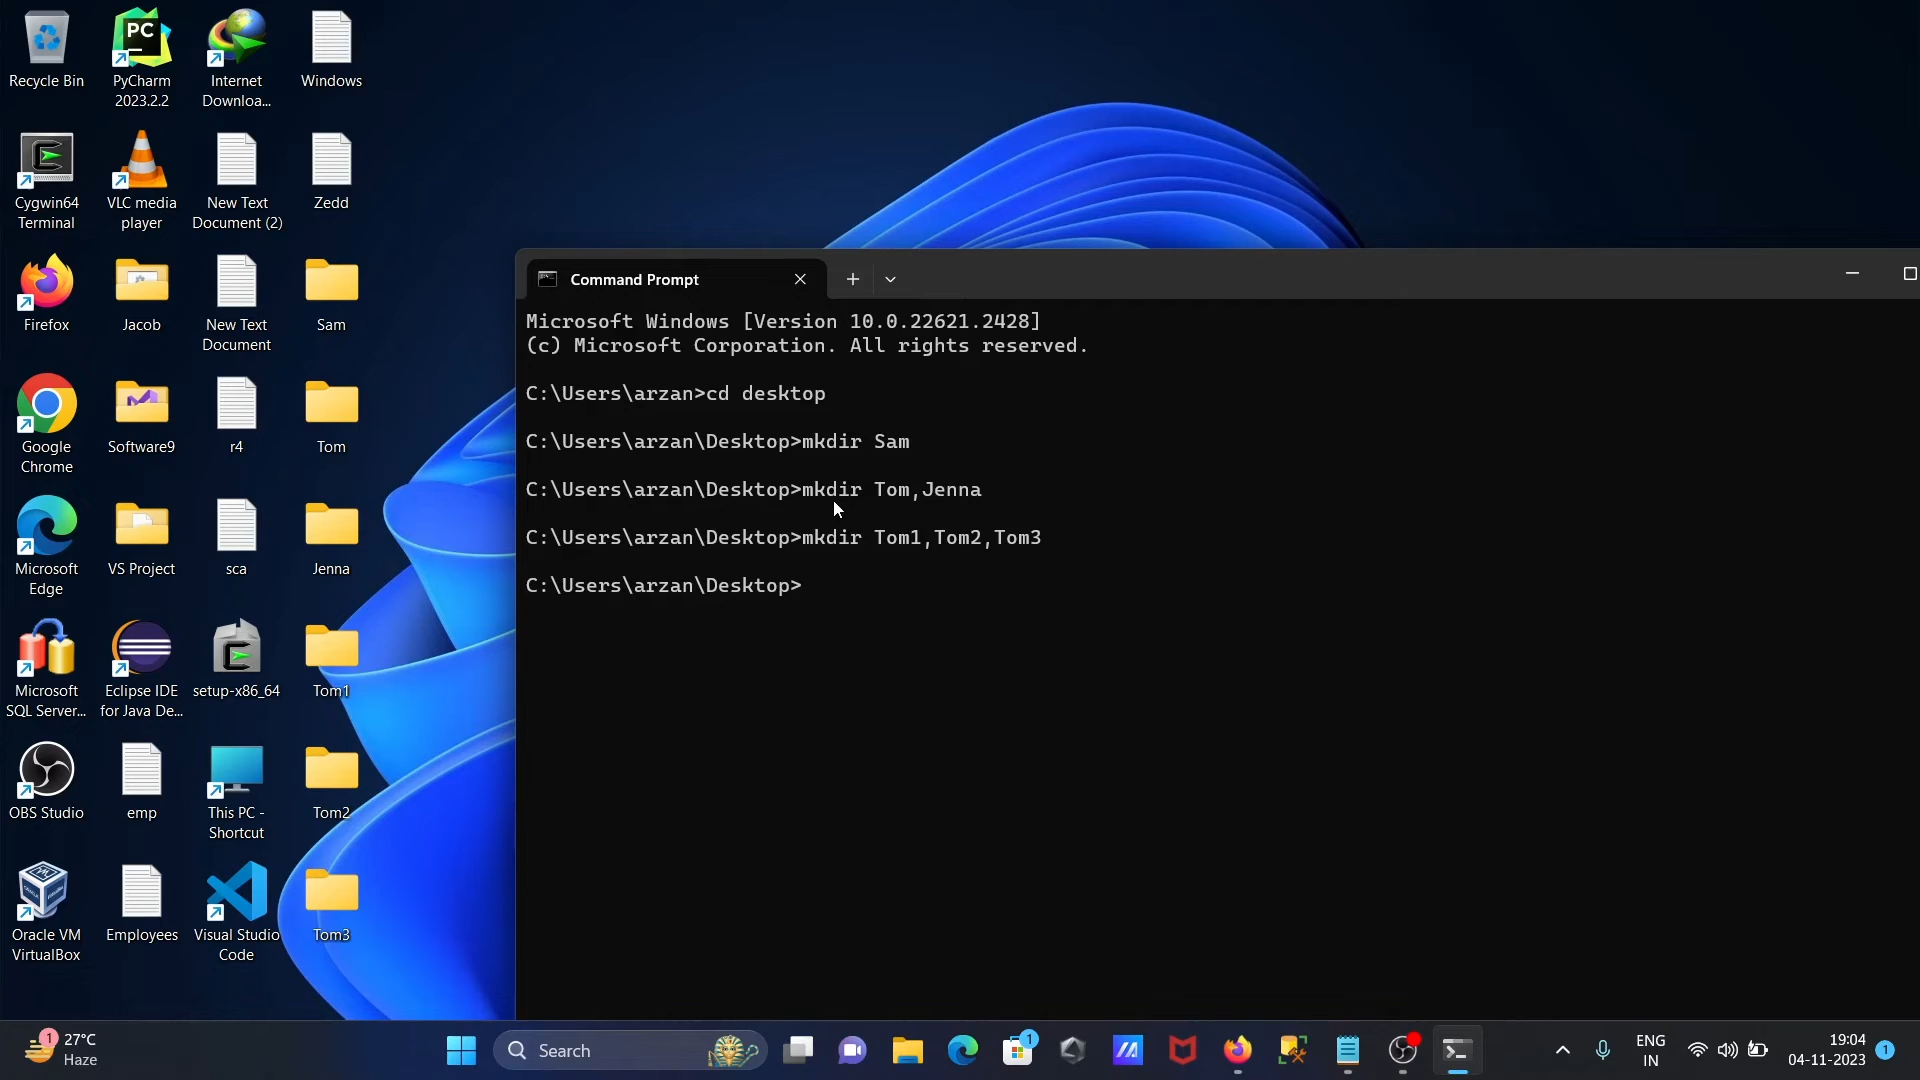 Recycle Bin
PC
PyCharm
2023.2.2
Internet
Downloa...
Windows
Cygwin64
Terminal
VLC media
player
New Text
Document (2)
Zedd
Firefox
Jacob
New Text
Document
Sam
Google
Chrome
Software9
r4
Tom
Microsoft
Edge
VS Project
sca
Jenna
Microsoft
SQL Server...
Eclipse IDE
for Java De...
setup-x86_64
Tom1
OBS Studio
emp
This PC -
Shortcut
Tom2
Oracle VM
VirtualBox
Employees
Visual Studio
Code
Tom3
Command Prompt
Microsoft Windows [Version 10.0.22621.2428]
(c) Microsoft Corporation. All rights reserved.
C:\Users\arzan>cd desktop
C:\Users\arzan\Desktop>mkdir Sam
C:\Users\arzan\Desktop>mkdir Tom,Jenna
C:\Users\arzan\Desktop>mkdir Tom1,Tom2,Tom3
C:\Users\arzan\Desktop>
1
27°C
Haze
Search
1
ENG
IN
19:04
04-11-2023
1